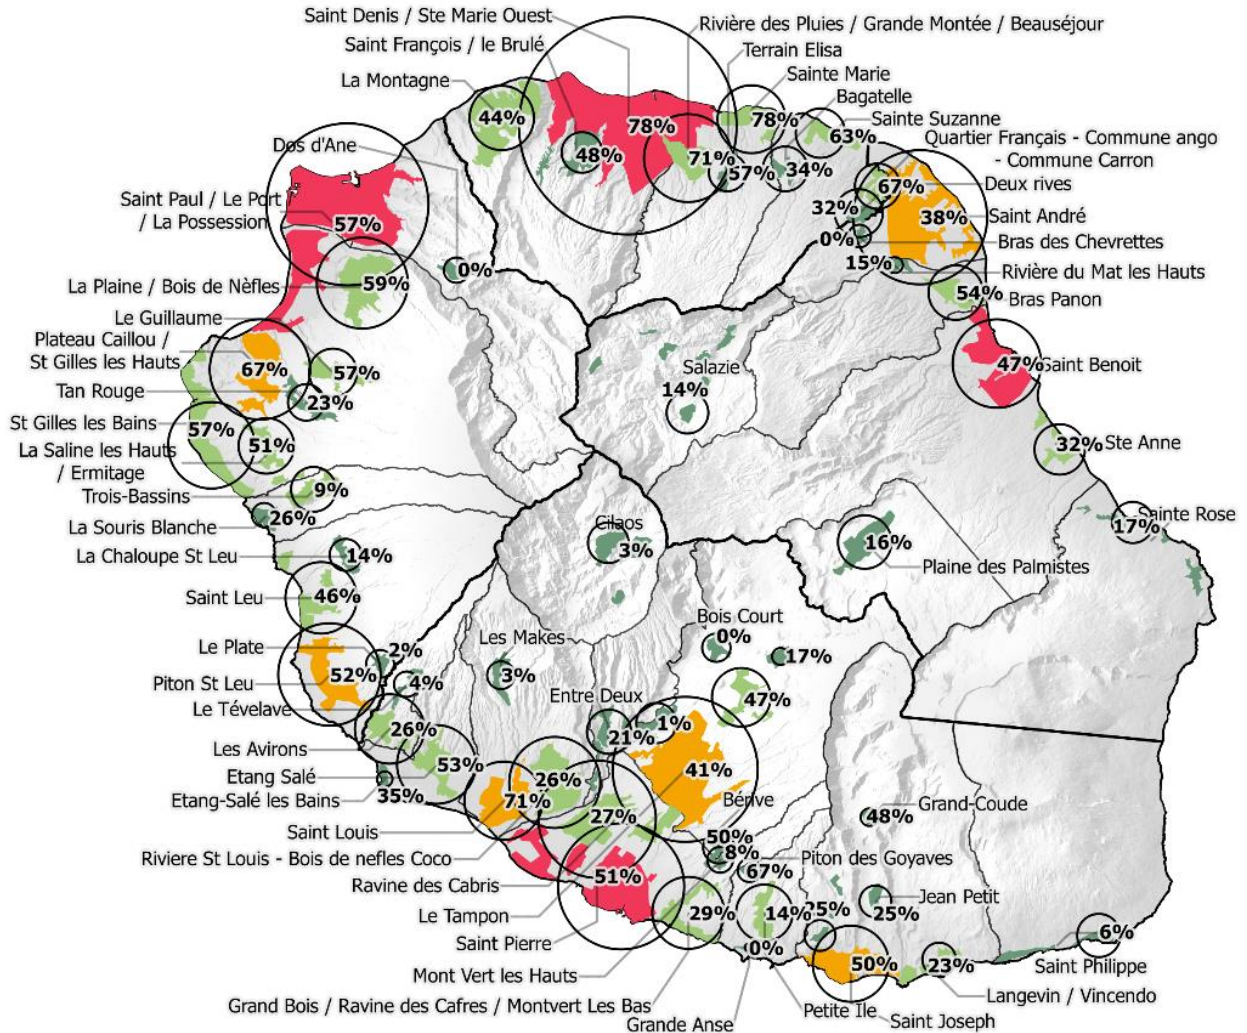 Saint Denis / Ste Marie Ouest
Rivière des Pluies / Grande Montée / Beauséjour
Saint François / le Brulé
Terrain Elisa
La Montagne
Sainte Marie
Bagatelle
44%
78%
78%
Sainte Suzanne
63%
Quartier Français - Commune ango
- Commune Carron
Dos d'Ane
48%
71%
57%
34%
67%
Deux rives
Saint Paul / Le Port /
/ La Possession
57%
32%
38%
Saint André
0%
Bras des Chevrettes
0%
15%
Rivière du Mat les Hauts
La Plaine / Bois de Nèfles
59%
54%
Bras Panon
Le Guillaume
Plateau Caillou /
St Gilles les Hauts
67%
57%
Salazie
47%
Saint Benoit
Tan Rouge
23%
14%
St Gilles les Bains
57%
La Saline les Hauts
/ Ermitage
51%
32%
Ste Anne
Trois-Bassins
9%
La Souris Blanche
26%
Cilaos
3%
17%
Sainte Rose
La Chaloupe St Leu
14%
16%
Plaine des Palmistes
Saint Leu
46%
Bois Court
0%
Le Plate
2%
Les Makes
17%
Piton St Leu
52%
4%
3%
Le Tévelave
Entre Deux
47%
Les Avirons
26%
21%
1%
Etang Salé
53%
26%
41%
Etang-Salé les Bains
35%
71%
27%
Bérive
Grand-Coude
48%
Saint Louis
50%
Riviere St Louis - Bois de nefles Coco
8%
Piton des Goyaves
67%
Ravine des Cabris
51%
Jean Petit
Le Tampon
29%
14%
25%
25%
Saint Pierre
0%
6%
Mont Vert les Hauts
50%
23%
Saint Philippe
Grand Bois / Ravine des Cafres / Montvert Les Bas
Langevin / Vincendo
Grande Anse
Petite Ile
Saint Joseph